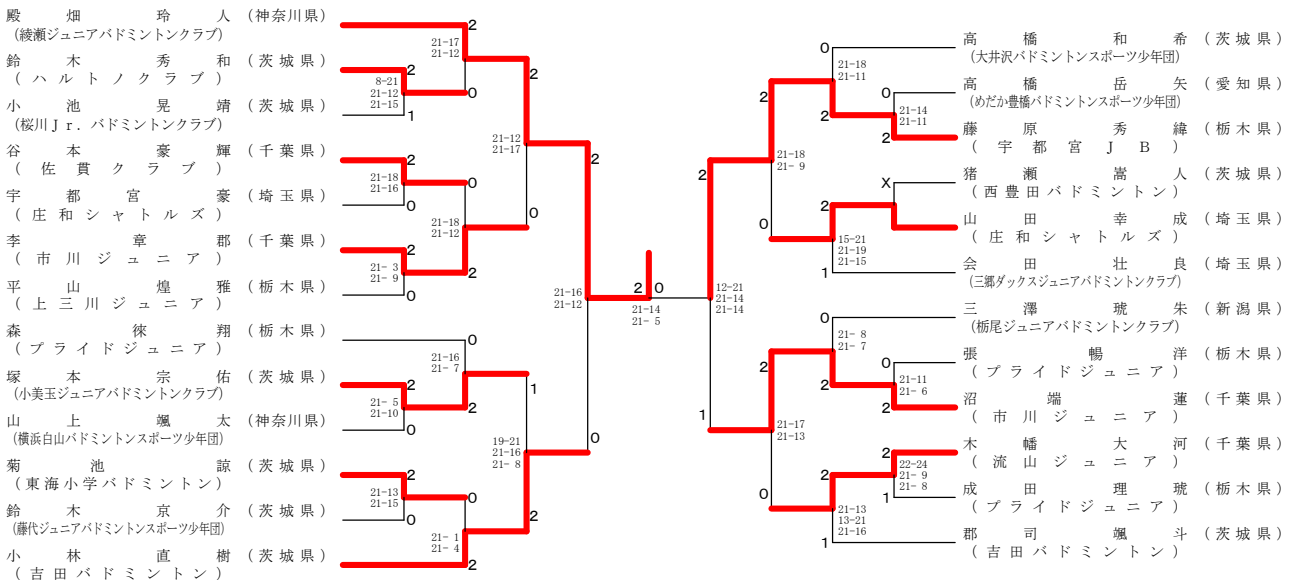 殿畑玲人 (神奈川県)
(綾瀬ジュニアバドミントンクラブ)
鈴木秀和 (茨城県)
(ハルトノクラブ)
小池晃靖 (茨城県)
(桜川Jr.バドミントンクラブ)
谷本豪輝 (千葉県)
(佐貫クラブ)
宇都宮豪 (埼玉県)
(庄和シャトルズ)
李章郡 (千葉県)
(市川ジュニア)
平山煌雅 (栃木県)
(上三川ジュニア)
森徠翔 (栃木県)
(プライドジュニア)
塚本宗佑 (茨城県)
(小美玉ジュニアバドミントンクラブ)
山上颯太 (神奈川県)
(横浜白山バドミントンスポーツ少年団)
菊池諒 (茨城県)
(東海小学バドミントン)
鈴木京介 (茨城県)
(藤代ジュニアバドミントンスポーツ少年団)
小林直樹 (茨城県)
(吉田バドミントン)
2
21-17
21-12
2
8-21
21-12
21-15
0
1
2
21-12
21-17
2
21-18
21-16
0
0
21-18
21-12
0
2
21- 3
21- 9
2
0
2
21-16
21-12
0
21-16
21- 7
2
21- 5
21-10
2
0
1
19-21
21-16
21- 8
0
2
21-13
21-15
0
0
21- 1
21- 4
2
2
2 0
21-14
21- 5
高橋和希 (茨城県)
(大井沢バドミントンスポーツ少年団)
高橋岳矢 (愛知県)
(めだか豊橋バドミントンスポーツ少年団)
藤原秀緯 (栃木県)
(宇都宮JB)
猪瀬嵩人 (茨城県)
(西豊田バドミントン)
山田幸成 (埼玉県)
(庄和シャトルズ)
会田壮良 (埼玉県)
(三郷ダックスジュニアバドミントンクラブ)
三澤琥朱 (新潟県)
(栃尾ジュニアバドミントンクラブ)
張暢洋 (栃木県)
(プライドジュニア)
沼端蓮 (千葉県)
(市川ジュニア)
木幡大河 (千葉県)
(流山ジュニア)
成田理琥 (栃木県)
(プライドジュニア)
郡司颯斗 (茨城県)
(吉田バドミントン)
0
21-18
21-11
2
0
21-14
21-11
2
2
21-18
21- 9
2
X
2
15-21
21-19
21-15
0
1
12-21
21-14
21-14
0
21- 8
21- 7
2
0
21-11
21- 6
2
2
21-17
21-13
1
2
22-24
21- 9
21- 8
1
2
0
21-13
13-21
21-16
1